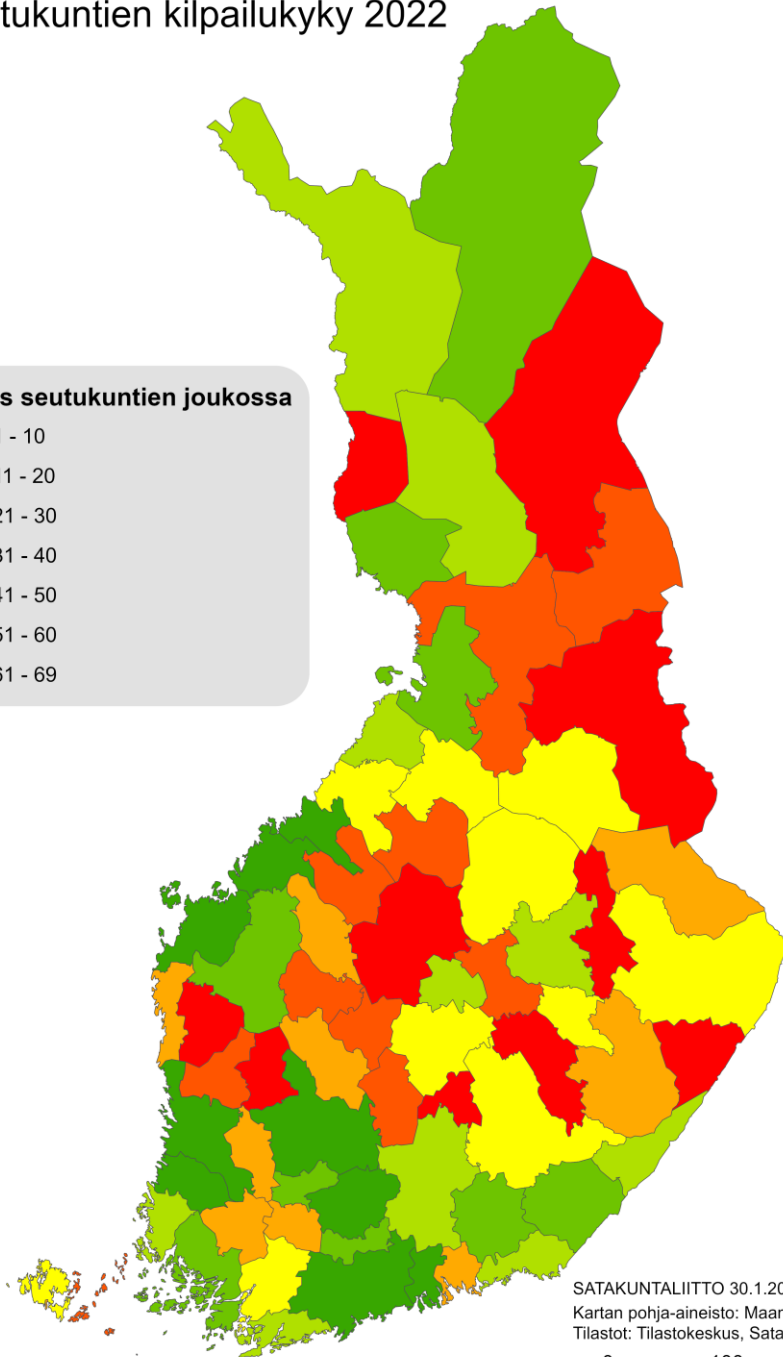 tukuntien kilpailukyky 2022
s seutukuntien joukossa
- 10
11 - 20
21 - 30
31 - 40
41 - 50
51 - 60
61 - 69
SATAKUNTALIITTO 30.1.20
Kartan pohja-aineisto: Maan
Tilastot: Tilastokeskus, Sata